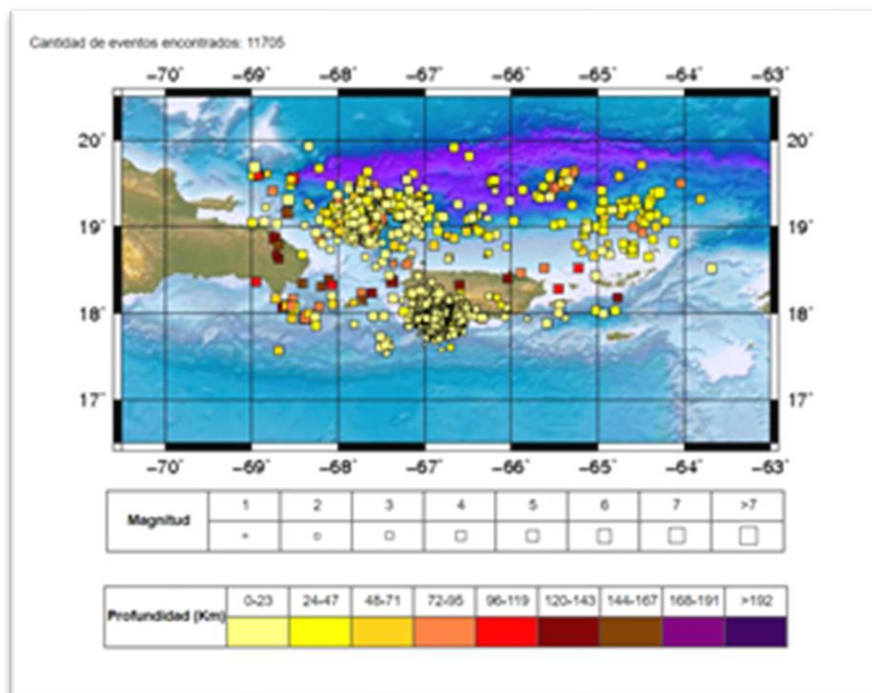 Cantidad de eventos encontrados: 11705
-70° -69° -68° -67° -66° -65° -64° -63°
20° 20°
19° 19°
18° 18°
17° 17°
-70° -69° -68° -67° -66° -65° -64° -63°
Magnitud 1 2 3 4 5 6 7 >7
Profundidad (Km) 0-23 24-47 48-71 72-95 96-119 120-143 144-167 168-191 >192